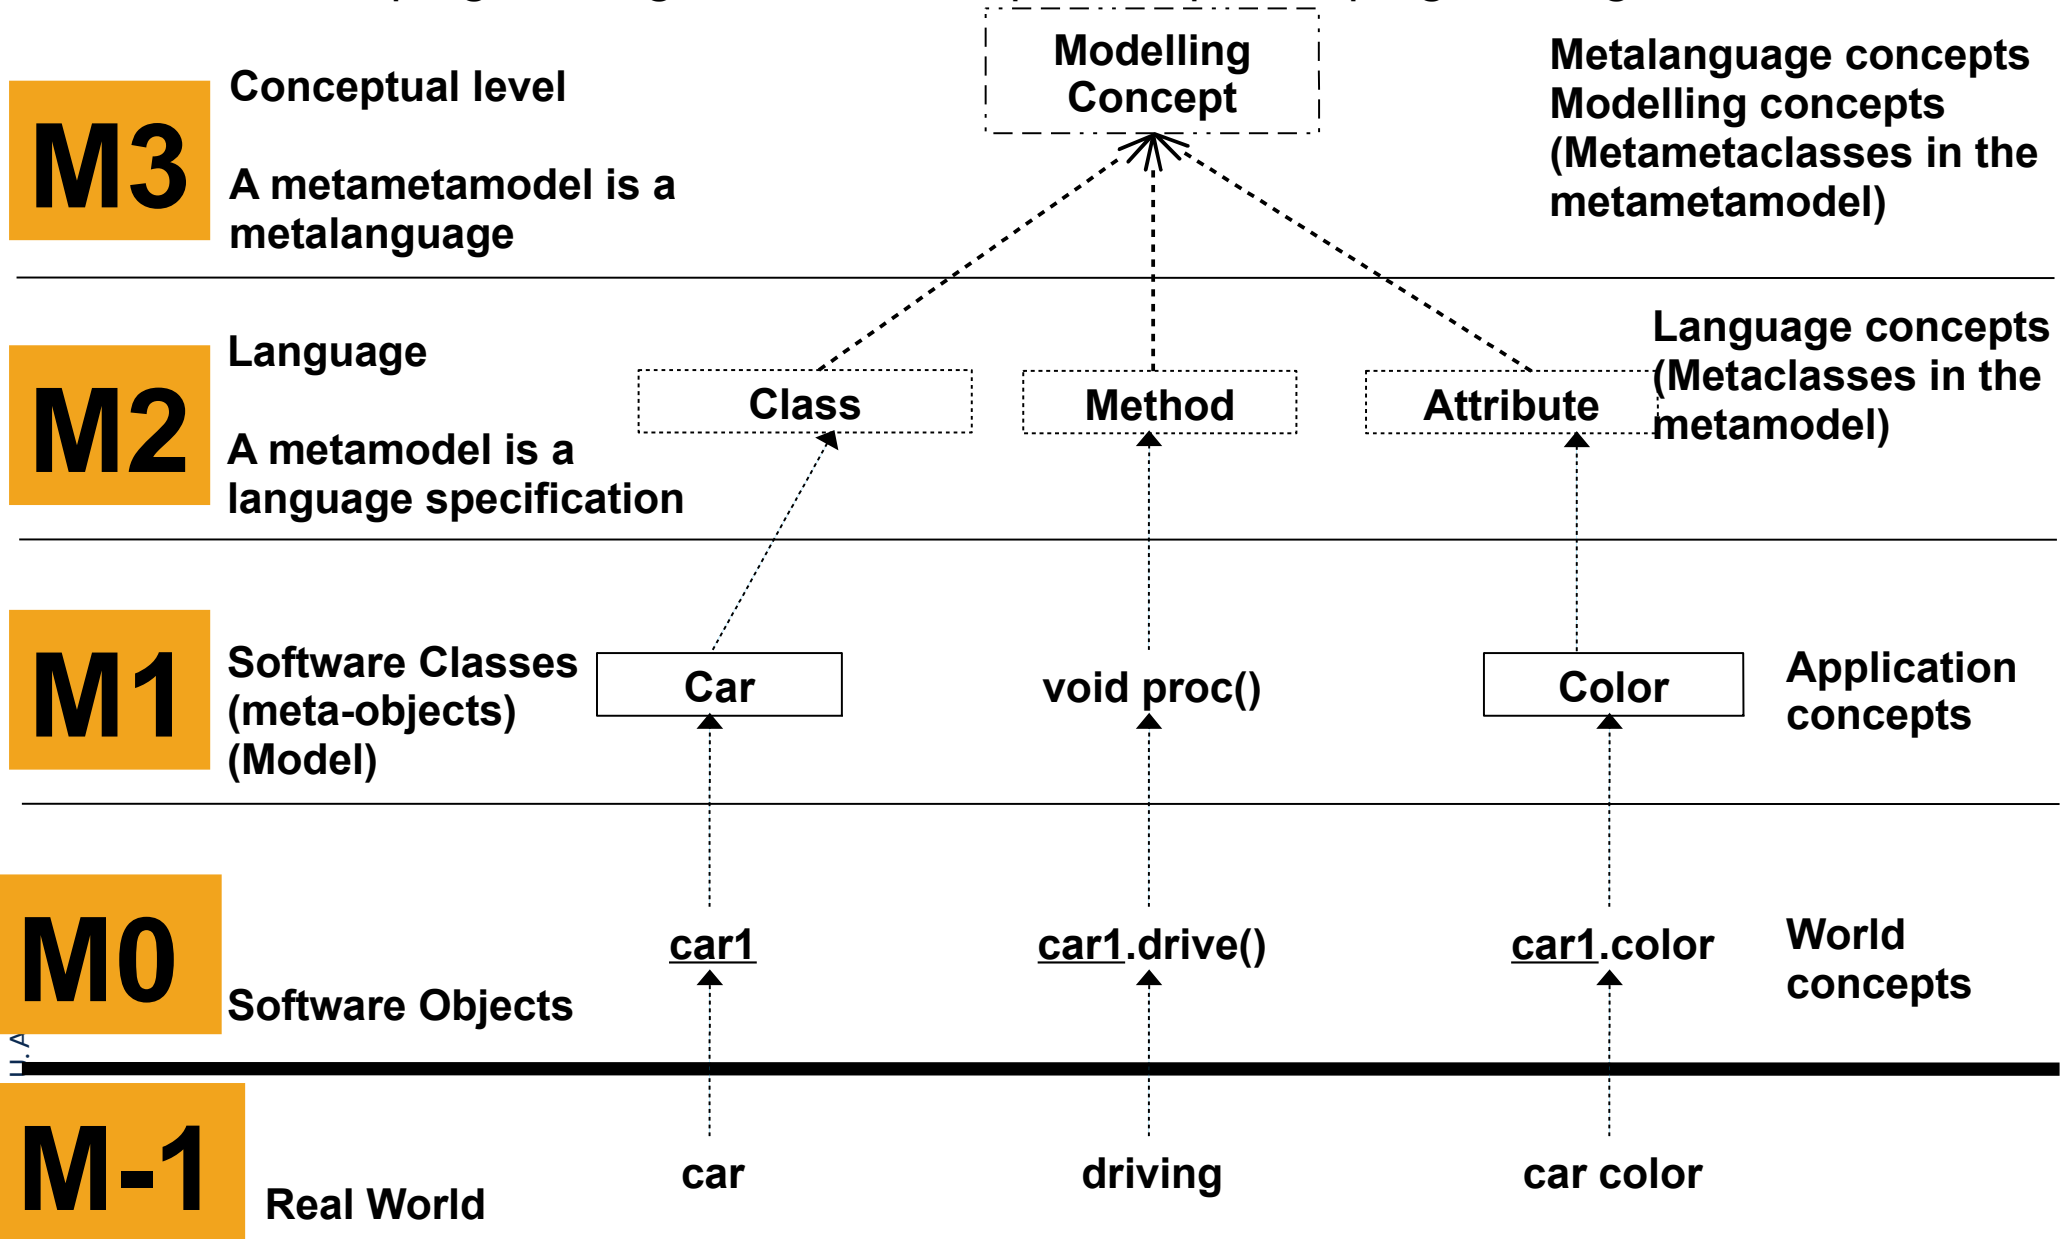 Modelling
Concept
M3
Conceptual level
A metametamodel is a
metalanguage
Metalanguage concepts
Modelling concepts
(Metametaclasses in the
metametamodel)
M2
Language
A metamodel is a
language specification
Class
Method
Attribute
Language concepts
(Metaclasses in the
metamodel)
M1
Software Classes
(meta-objects)
(Model)
Car
void proc()
Color
Application
concepts
M0
Software Objects
car1
car1.drive()
car1.color
World
concepts
M-1
Real World
car
driving
car color